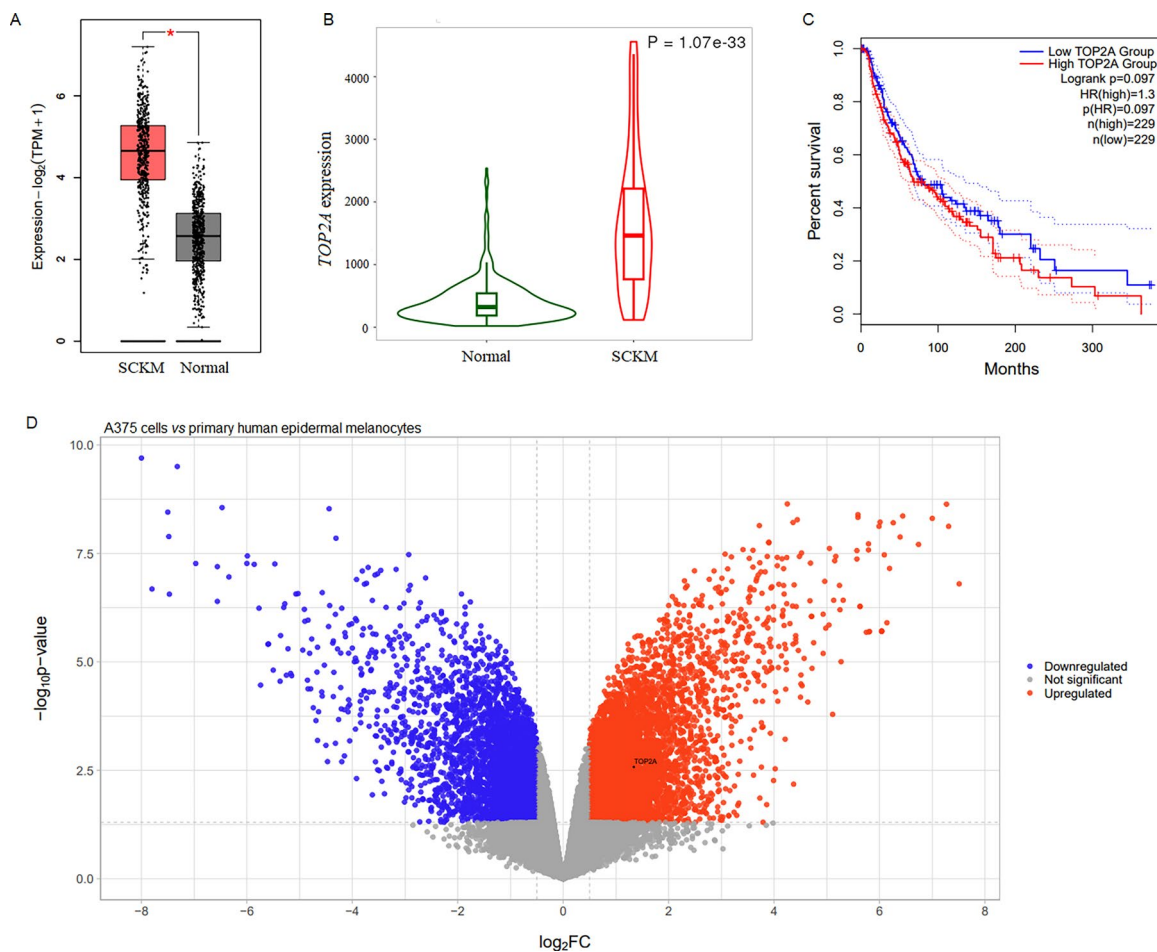 A
B
C
*
Expression−log₂(TPM+1)
6
4
2
0
SCKM
Normal
P = 1.07e-33
TOP2A expression
4000
3000
2000
1000
0
Normal
SCKM
Low TOP2A Group
High TOP2A Group
Logrank p=0.097
HR(high)=1.3
p(HR)=0.097
n(high)=229
n(low)=229
Percent survival
1.0
0.8
0.6
0.4
0.2
0.0
0
100
200
300
Months
D
A375 cells vs primary human epidermal melanocytes
−log₁₀p−value
10.0
7.5
5.0
2.5
0.0
TOP2A
Downregulated
Not significant
Upregulated
−8
−6
−4
−2
0
2
4
6
8
log₂FC